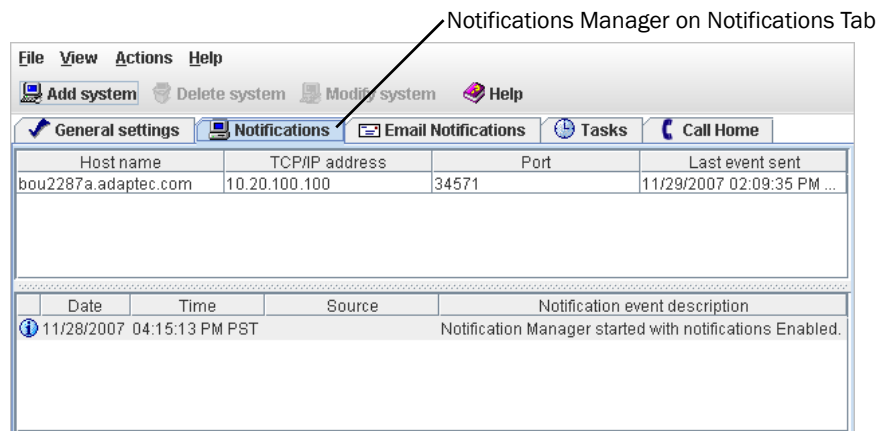 Notifications Manager on Notifications Tab
File View Actions Help
Add system Delete system Modify system Help
General settings Notifications Email Notifications Tasks Call Home
Host name TCP/IP address Port Last event sent
bou2287a.adaptec.com 10.20.100.100 34571 11/29/2007 02:09:35 PM ...
Date Time Source Notification event description
11/28/2007 04:15:13 PM PST Notification Manager started with notifications Enabled.